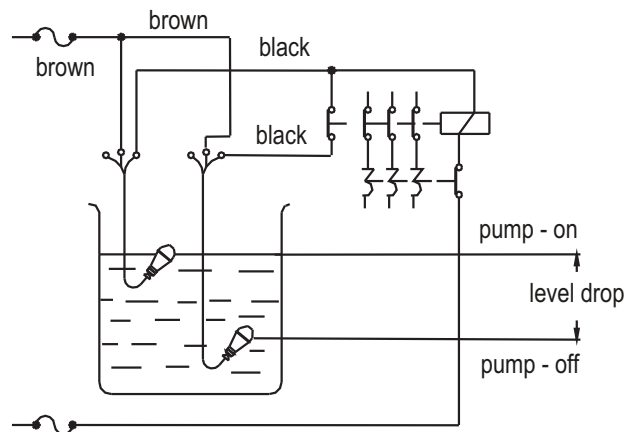 brown
brown
black
black
pump - on
level drop
pump - off